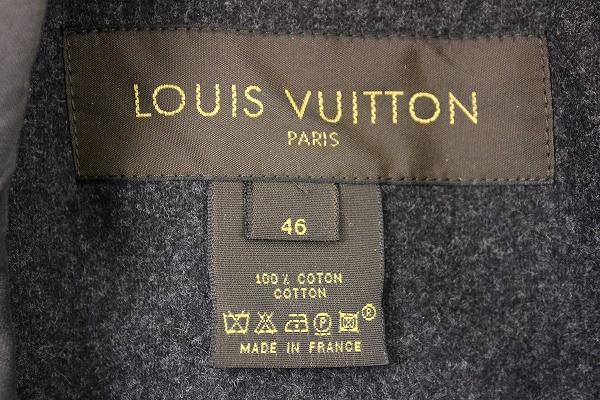 LOUIS VUITTON
PARIS
46
100% COTON
COTTON
P ®
MADE IN FRANCE